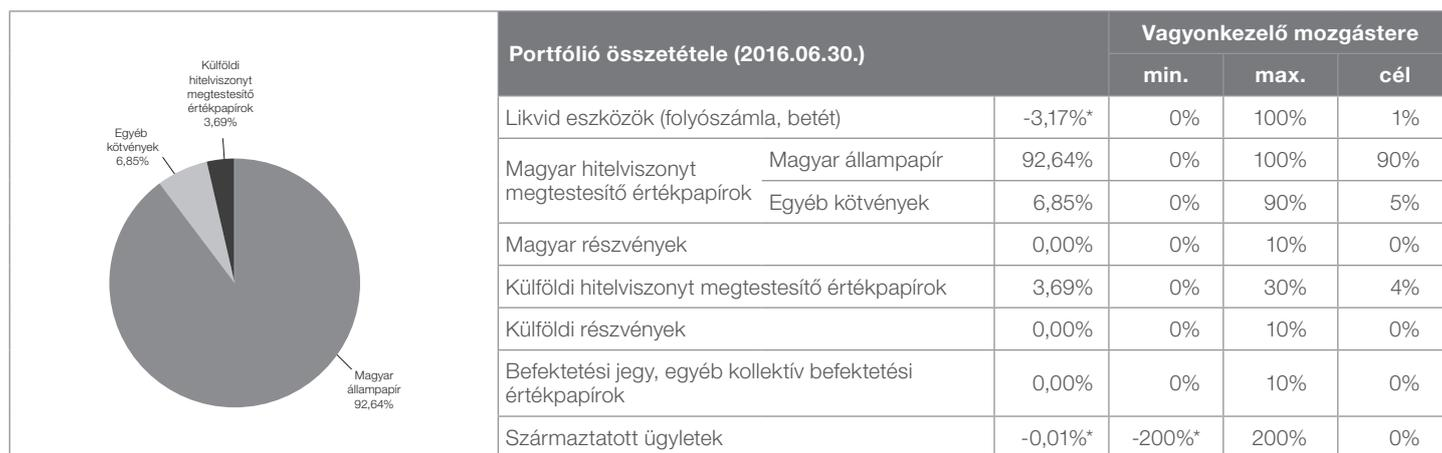 Külföldi
hitelviszonyt
megtestesítő
értékpapírok
3,69%
Egyéb
kötvények
6,85%
Magyar
állampapír
92,64%
Portfólió összetétele (2016.06.30.) Vagyonkezelő mozgástere
min. max. cél
Likvid eszközök (folyószámla, betét) -3,17%* 0% 100% 1%
Magyar hitelviszonyt
megtestesítő értékpapírok
Magyar állampapír 92,64% 0% 100% 90%
Egyéb kötvények 6,85% 0% 90% 5%
Magyar részvények 0,00% 0% 10% 0%
Külföldi hitelviszonyt megtestesítő értékpapírok 3,69% 0% 30% 4%
Külföldi részvények 0,00% 0% 10% 0%
Befektetési jegy, egyéb kollektív befektetési
értékpapírok 0,00% 0% 10% 0%
Származtatott ügyletek -0,01%* -200%* 200% 0%